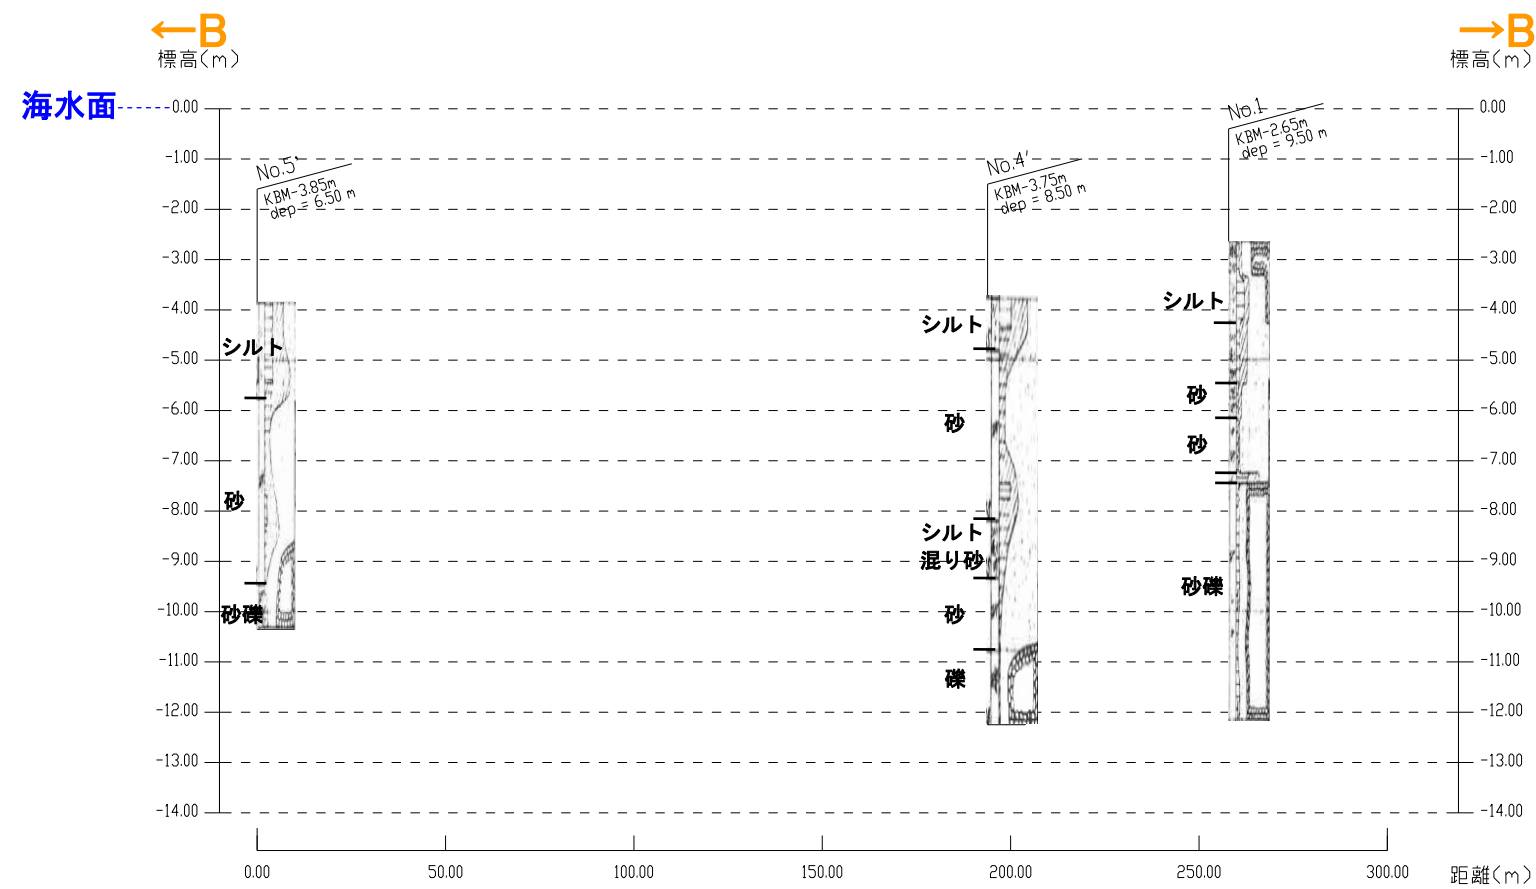 ←B
標高(m)
→B
標高(m)
海水面
0.00
-1.00
-2.00
-3.00
-4.00
-5.00
-6.00
-7.00
-8.00
-9.00
-10.00
-11.00
-12.00
-13.00
-14.00
No.5'
KBM-3.85m
dep = 6.50 m
シルト
砂
砂礫
No.4'
KBM-3.75m
dep = 8.50 m
シルト
砂
シルト
混り砂
砂
礫
No.1
KBM-2.65m
dep = 9.50 m
シルト
砂
砂
砂礫
0.00
-1.00
-2.00
-3.00
-4.00
-5.00
-6.00
-7.00
-8.00
-9.00
-10.00
-11.00
-12.00
-13.00
-14.00
0.00
50.00
100.00
150.00
200.00
250.00
300.00
距離(m)